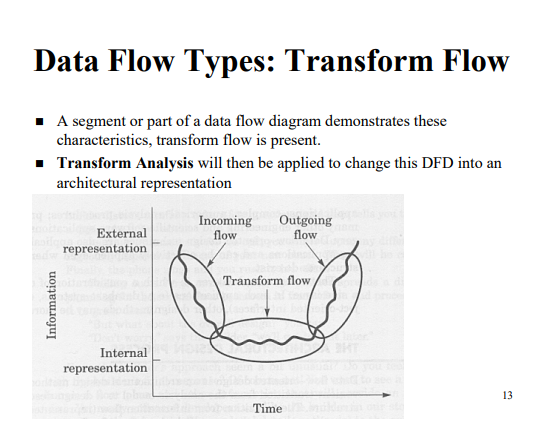 Data Flow Types: Transform Flow
■ A segment or part of a data flow diagram demonstrates these
characteristics, transform flow is present.
■ Transform Analysis will then be applied to change this DFD into an
architectural representation
Incoming
flow
Outgoing
flow
External
representation
Transform flow
Information
Internal
representation
Time
13